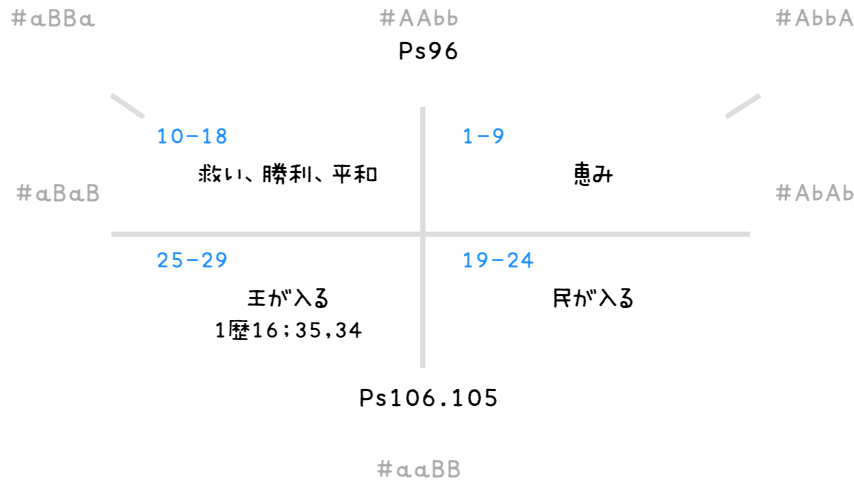 #aBBa
#AAbb
#AbbA
Ps96
10-18
1-9
救い、勝利、平和
恵み
#aBaB
#AbAb
25-29
19-24
王が入る
民が入る
1歴16;35,34
Ps106.105
#aaBB